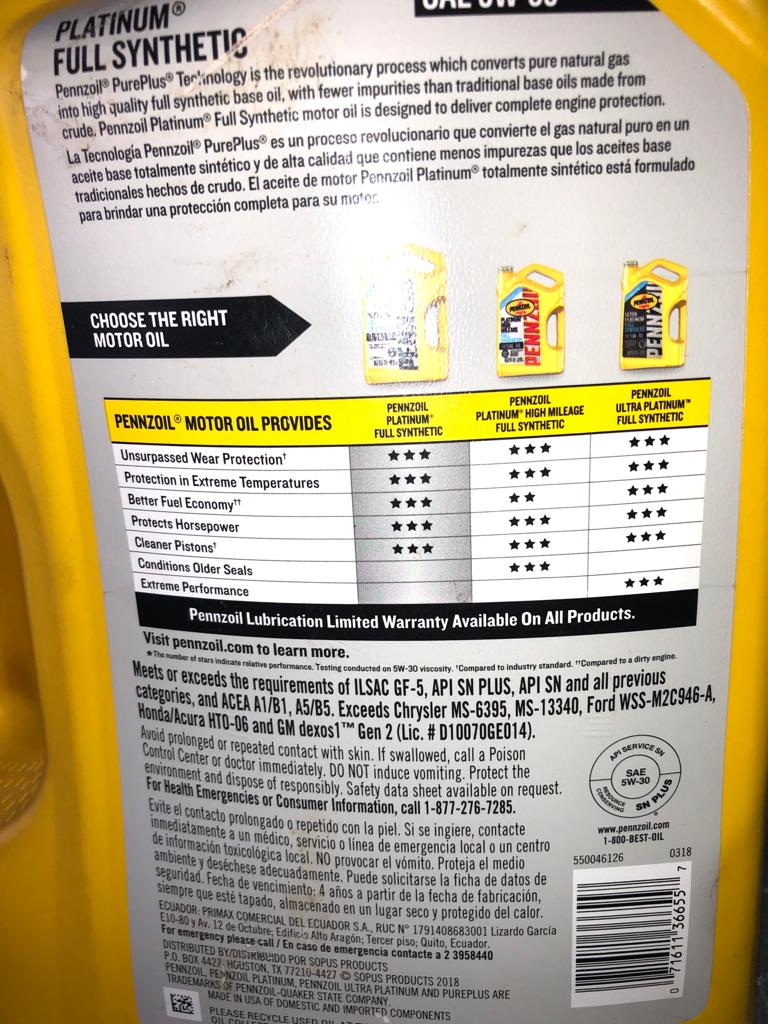 PLATINUM®
FULL SYNTHETIC
Pennzoil® PurePlus® Technology is the revolutionary process which converts pure natural gas
into high quality full synthetic base oil, with fewer impurities than traditional base oils made from
crude. Pennzoil Platinum® Full Synthetic motor oil is designed to deliver complete engine protection.
La Tecnología Pennzoil® PurePlus® es un proceso revolucionario que convierte el gas natural puro en un
aceite base totalmente sintético y de alta calidad que contiene menos impurezas que los aceites base
tradicionales hechos de crudo. El aceite de motor Pennzoil Platinum® totalmente sintético está formulado
para brindar una protección completa para su motor.
CHOOSE THE RIGHT
MOTOR OIL
PENNZOIL
PENNZOIL
PENNZOIL® MOTOR OIL PROVIDES
PENNZOIL
PLATINUM®
FULL SYNTHETIC
PENNZOIL
PLATINUM® HIGH MILEAGE
FULL SYNTHETIC
PENNZOIL
ULTRA PLATINUM™
FULL SYNTHETIC
Unsurpassed Wear Protection† ★★★ ★★★ ★★★
Protection in Extreme Temperatures ★★★ ★★★ ★★★
Better Fuel Economy†† ★★★ ★★ ★★★
Protects Horsepower ★★★ ★★★ ★★★
Cleaner Pistons† ★★★ ★★★ ★★★
Conditions Older Seals ★★★
Extreme Performance ★★★
Pennzoil Lubrication Limited Warranty Available On All Products.
Visit pennzoil.com to learn more.
★The number of stars indicate relative performance. Testing conducted on 5W-30 viscosity. †Compared to industry standard. ††Compared to a dirty engine.
Meets or exceeds the requirements of ILSAC GF-5, API SN PLUS, API SN and all previous
categories, and ACEA A1/B1, A5/B5. Exceeds Chrysler MS-6395, MS-13340, Ford WSS-M2C946-A,
Honda/Acura HTO-06 and GM dexos1™ Gen 2 (Lic. # D10070GE014).
Avoid prolonged or repeated contact with skin. If swallowed, call a Poison
Control Center or doctor immediately. DO NOT induce vomiting. Protect the
environment and dispose of responsibly. Safety data sheet available on request.
For Health Emergencies or Consumer Information, call 1-877-276-7285.
Evite el contacto prolongado o repetido con la piel. Si se ingiere, contacte
inmediatamente a un médico, servicio o línea de emergencia local o un centro
de información toxicológica local. NO provocar el vómito. Proteja el medio
ambiente y deséchese adecuadamente. Puede solicitarse la ficha de datos de
seguridad. Fecha de vencimiento: 4 años a partir de la fecha de fabricación,
siempre que esté tapado, almacenado en un lugar seco y protegido del calor.
ECUADOR: PRIMAX COMERCIAL DEL ECUADOR S.A., RUC N° 1791408683001 Lizardo García
E10-80 y Av. 12 de Octubre; Edificio Alto Aragón; Tercer piso; Quito, Ecuador.
For emergency please call / En caso de emergencia contacte a 2 3958440
DISTRIBUTED BY/DISTRIBUIDO POR SOPUS PRODUCTS
P.O. BOX 4427 HOUSTON, TX 77210-4427 © SOPUS PRODUCTS 2018
PENNZOIL, PENNZOIL PLATINUM, PENNZOIL ULTRA PLATINUM AND PUREPLUS ARE
TRADEMARKS OF PENNZOIL-QUAKER STATE COMPANY.
MADE IN USA OF DOMESTIC AND IMPORTED COMPONENTS
PLEASE RECYCLE USED OIL
API SERVICE SN
SAE
5W-30
RESOURCE
CONSERVING
SN PLUS
www.pennzoil.com
1-800-BEST-OIL
550046126 0318
0 71611 36655 7